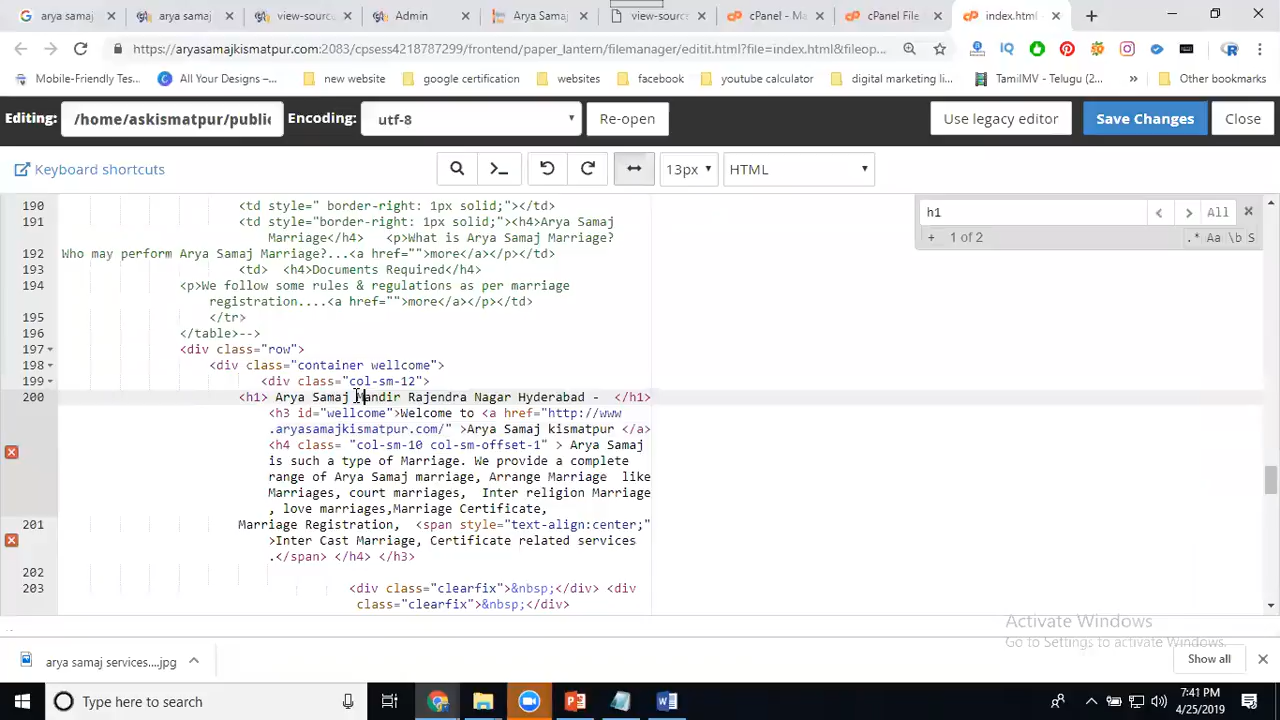 arya samaj
arya samaj
view-source
Admin
Arya Samaj
view-source
cPanel - Ma
cPanel File
index.html -
https://aryasamajkismatpur.com:2083/cpsess4218787299/frontend/paper_lantern/filemanager/editit.html?file=index.html&fileop...
Mobile-Friendly Tes...
All Your Designs –...
new website
google certification
websites
facebook
youtube calculator
digital marketing li...
TamilMV - Telugu (2...
Other bookmarks
Editing:
/home/askismatpur/public
Encoding:
utf-8
Re-open
Use legacy editor
Save Changes
Close
Keyboard shortcuts
13px
HTML
h1
All
+ 1 of 2
.* Aa \b S
190 <td style=" border-right: 1px solid;"></td>
191 <td style="border-right: 1px solid;"><h4>Arya Samaj
Marriage</h4> <p>What is Arya Samaj Marriage?
192 Who may perform Arya Samaj Marriage?...<a href="">more</a></p></td>
193 <td> <h4>Documents Required</h4>
194 <p>We follow some rules & regulations as per marriage
registration....<a href="">more</a></p></td>
195 </tr>
196 </table>-->
197 <div class="row">
198 <div class="container wellcome">
199 <div class="col-sm-12">
200 <h1> Arya Samaj Mandir Rajendra Nagar Hyderabad - </h1>
<h3 id="wellcome">Welcome to <a href="http://www
.aryasamajkismatpur.com/" >Arya Samaj kismatpur </a>
<h4 class= "col-sm-10 col-sm-offset-1" > Arya Samaj
is such a type of Marriage. We provide a complete
range of Arya Samaj marriage, Arrange Marriage like
Marriages, court marriages, Inter religion Marriage
, love marriages,Marriage Certificate,
201 Marriage Registration, <span style="text-align:center;"
>Inter Cast Marriage, Certificate related services
.</span> </h4> </h3>
202
203 <div class="clearfix">&nbsp;</div> <div
class="clearfix">&nbsp;</div>
Activate Windows
Go to Settings to activate Windows.
arya samaj services....jpg
Show all
Type here to search
7:41 PM
4/25/2019